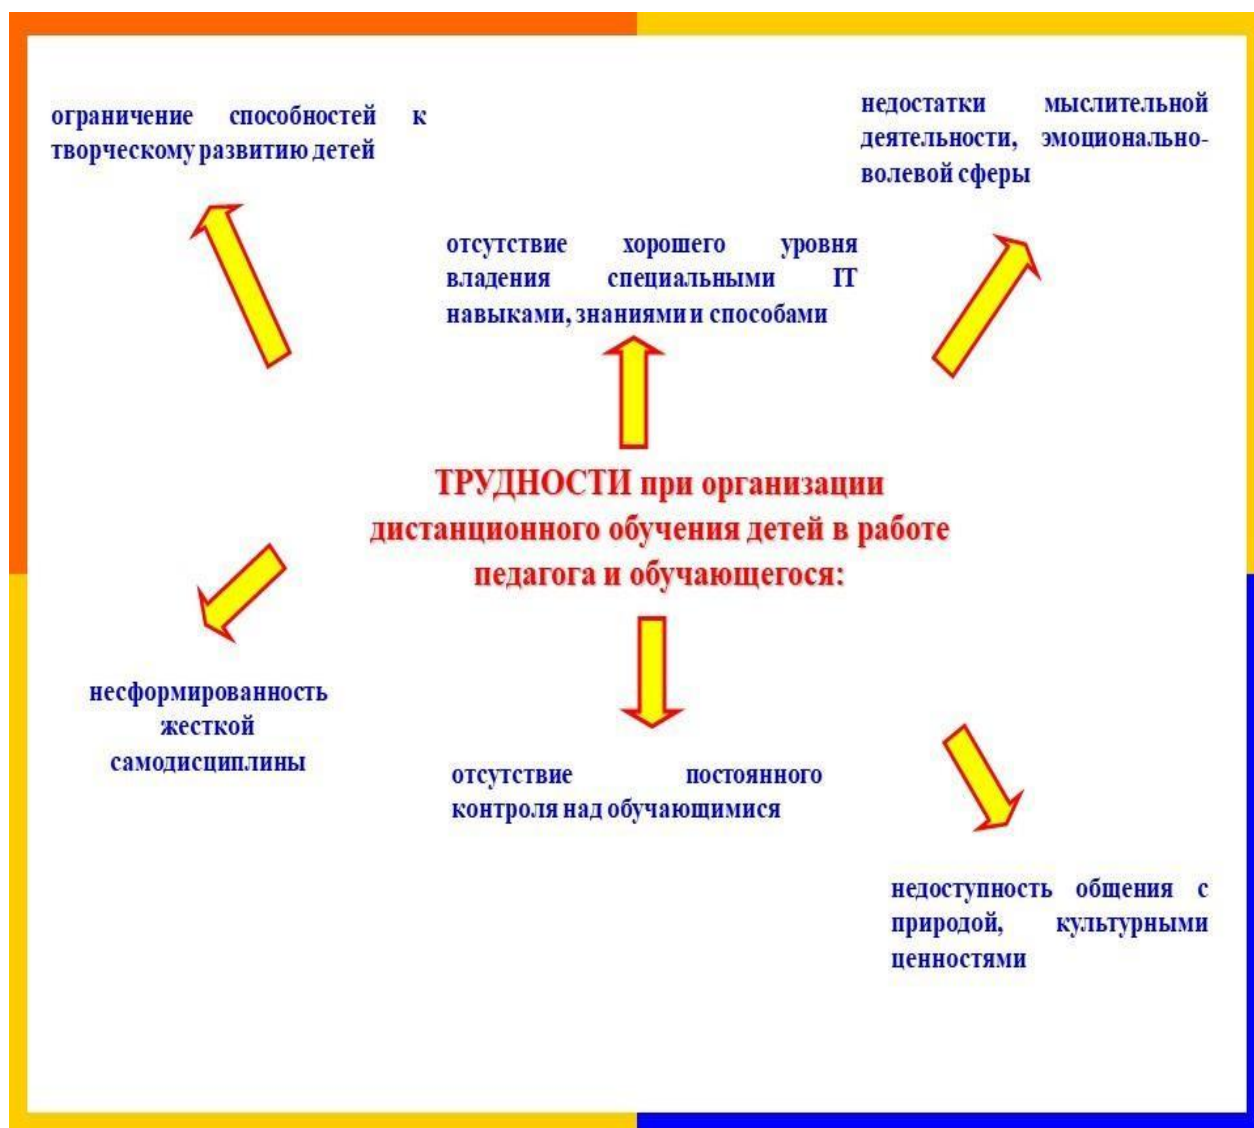 ограничение способностей к
творческому развитию детей
недостатки мыслительной
деятельности, эмоционально-
волевой сферы
отсутствие хорошего уровня
владения специальными IT
навыками, знаниями и способами
ТРУДНОСТИ при организации
дистанционного обучения детей в работе
педагога и обучающегося:
несформированность
жесткой
самодисциплины
отсутствие постоянного
контроля над обучающимися
недоступность общения с
природой, культурными
ценностями